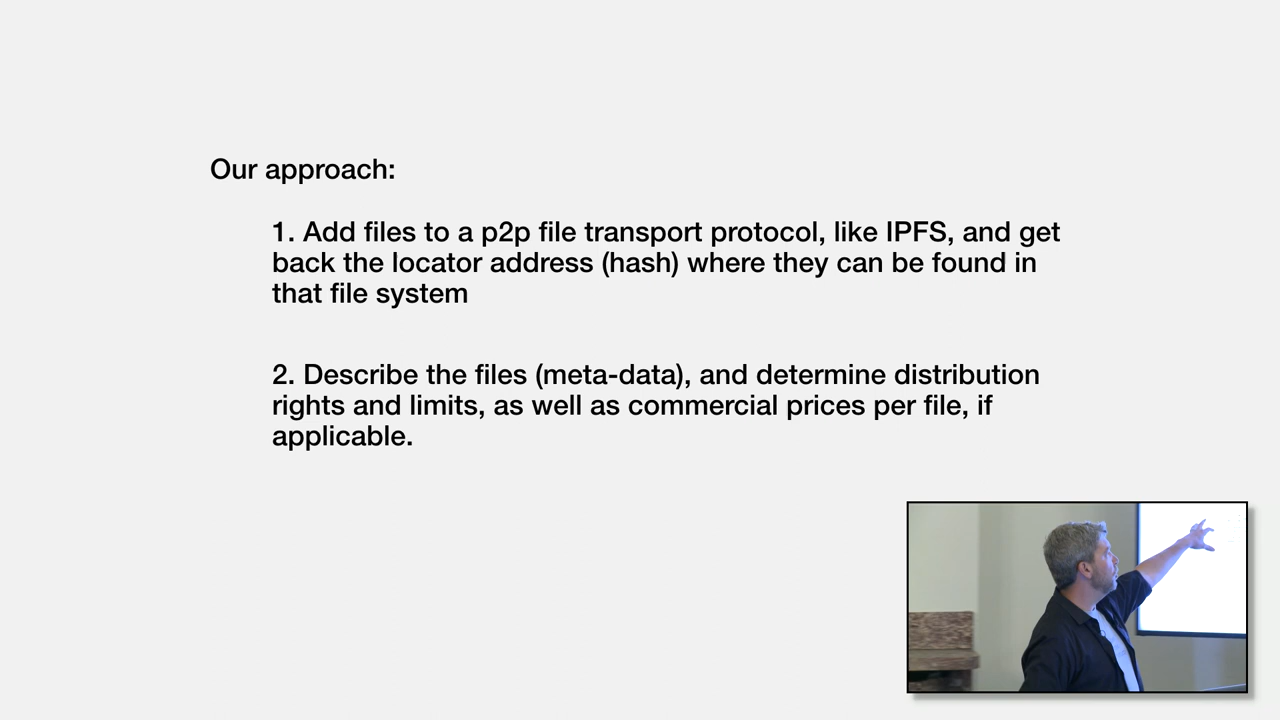 Our approach:
1. Add files to a p2p file transport protocol, like IPFS, and get
back the locator address (hash) where they can be found in
that file system
2. Describe the files (meta-data), and determine distribution
rights and limits, as well as commercial prices per file, if
applicable.